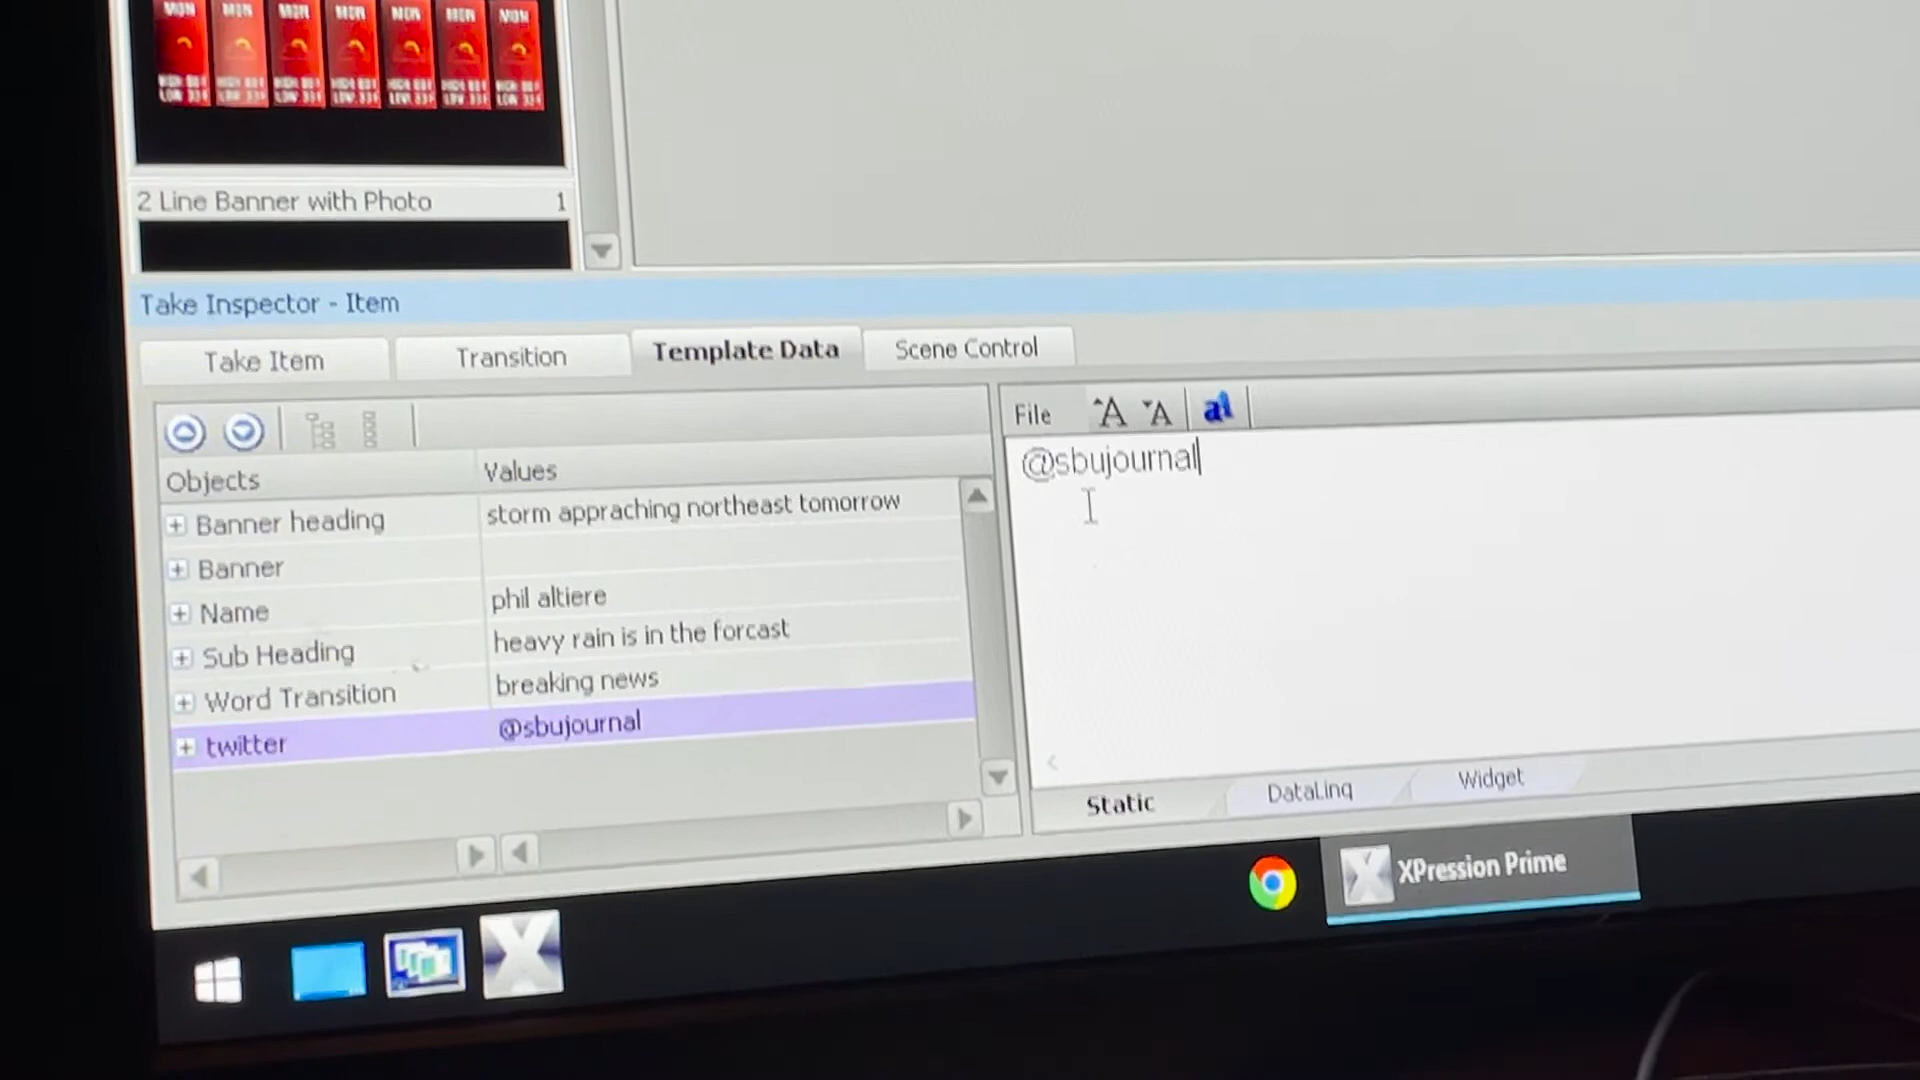 2 Line Banner with Photo 1
Take Inspector - Item
Take Item Transition Template Data Scene Control
File
@sbujournal
Objects Values
Banner heading storm appraching northeast tomorrow
Banner
Name phil altiere
Sub Heading heavy rain is in the forcast
Word Transition breaking news
twitter @sbujournal
Static DataLinq Widget
XPression Prime